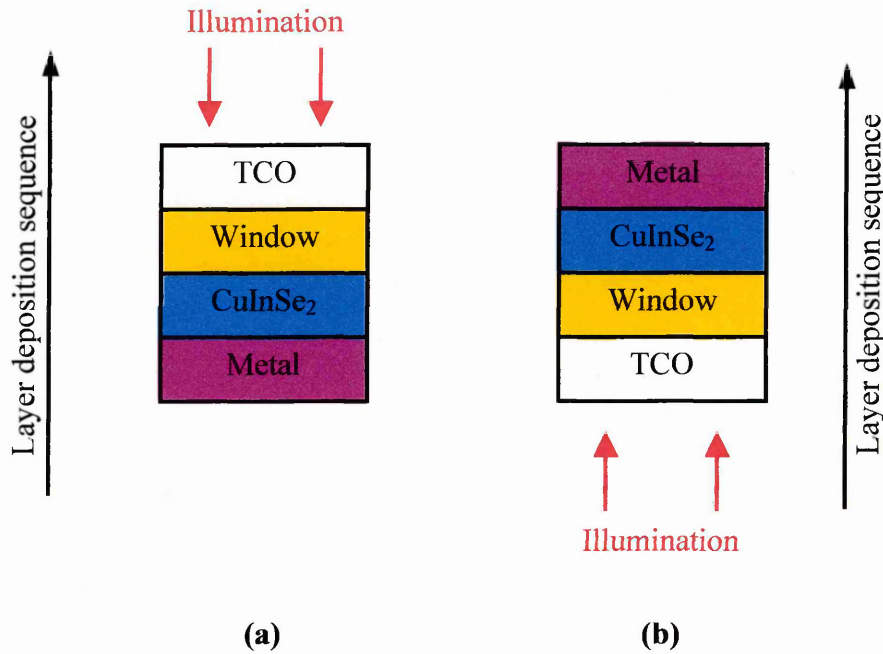 Illumination
Layer deposition sequence
TCO
Window
CuInSe₂
Metal
(a)
Metal
CuInSe₂
Window
TCO
Illumination
Layer deposition sequence
(b)